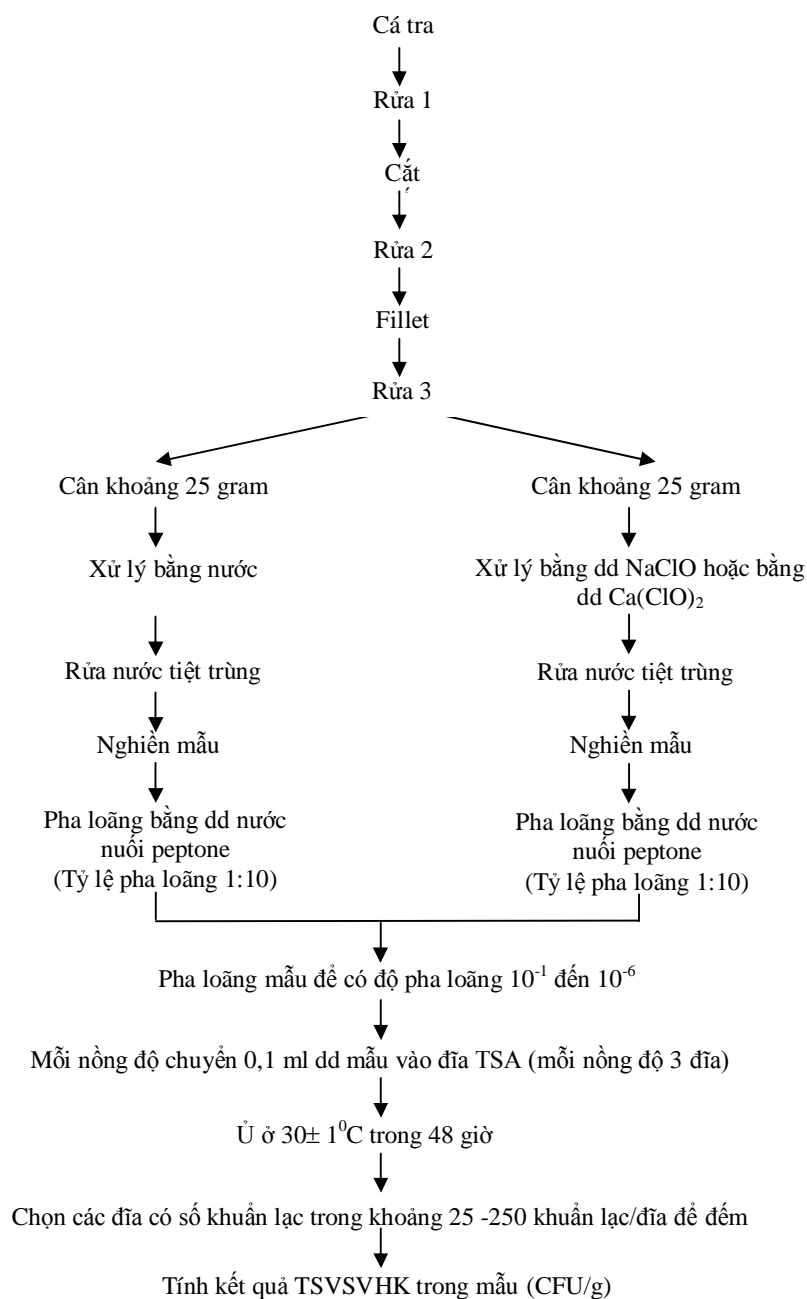 Cá tra
Rửa 1
Cắt
Rửa 2
Fillet
Rửa 3
Cân khoảng 25 gram
Xử lý bằng nước
Rửa nước tiệt trùng
Nghiền mẫu
Pha loãng bằng dd nước
nuối peptone
(Tỷ lệ pha loãng 1:10)
Cân khoảng 25 gram
Xử lý bằng dd NaClO hoặc bằng
dd Ca(ClO)₂
Rửa nước tiệt trùng
Nghiền mẫu
Pha loãng bằng dd nước
nuối peptone
(Tỷ lệ pha loãng 1:10)
Pha loãng mẫu để có độ pha loãng 10⁻¹ đến 10⁻⁶
Mỗi nồng độ chuyển 0,1 ml dd mẫu vào đĩa TSA (mỗi nồng độ 3 đĩa)
Ủ ở 30± 1⁰C trong 48 giờ
Chọn các đĩa có số khuẩn lạc trong khoảng 25 -250 khuẩn lạc/đĩa để đếm
Tính kết quả TSVSVHK trong mẫu (CFU/g)